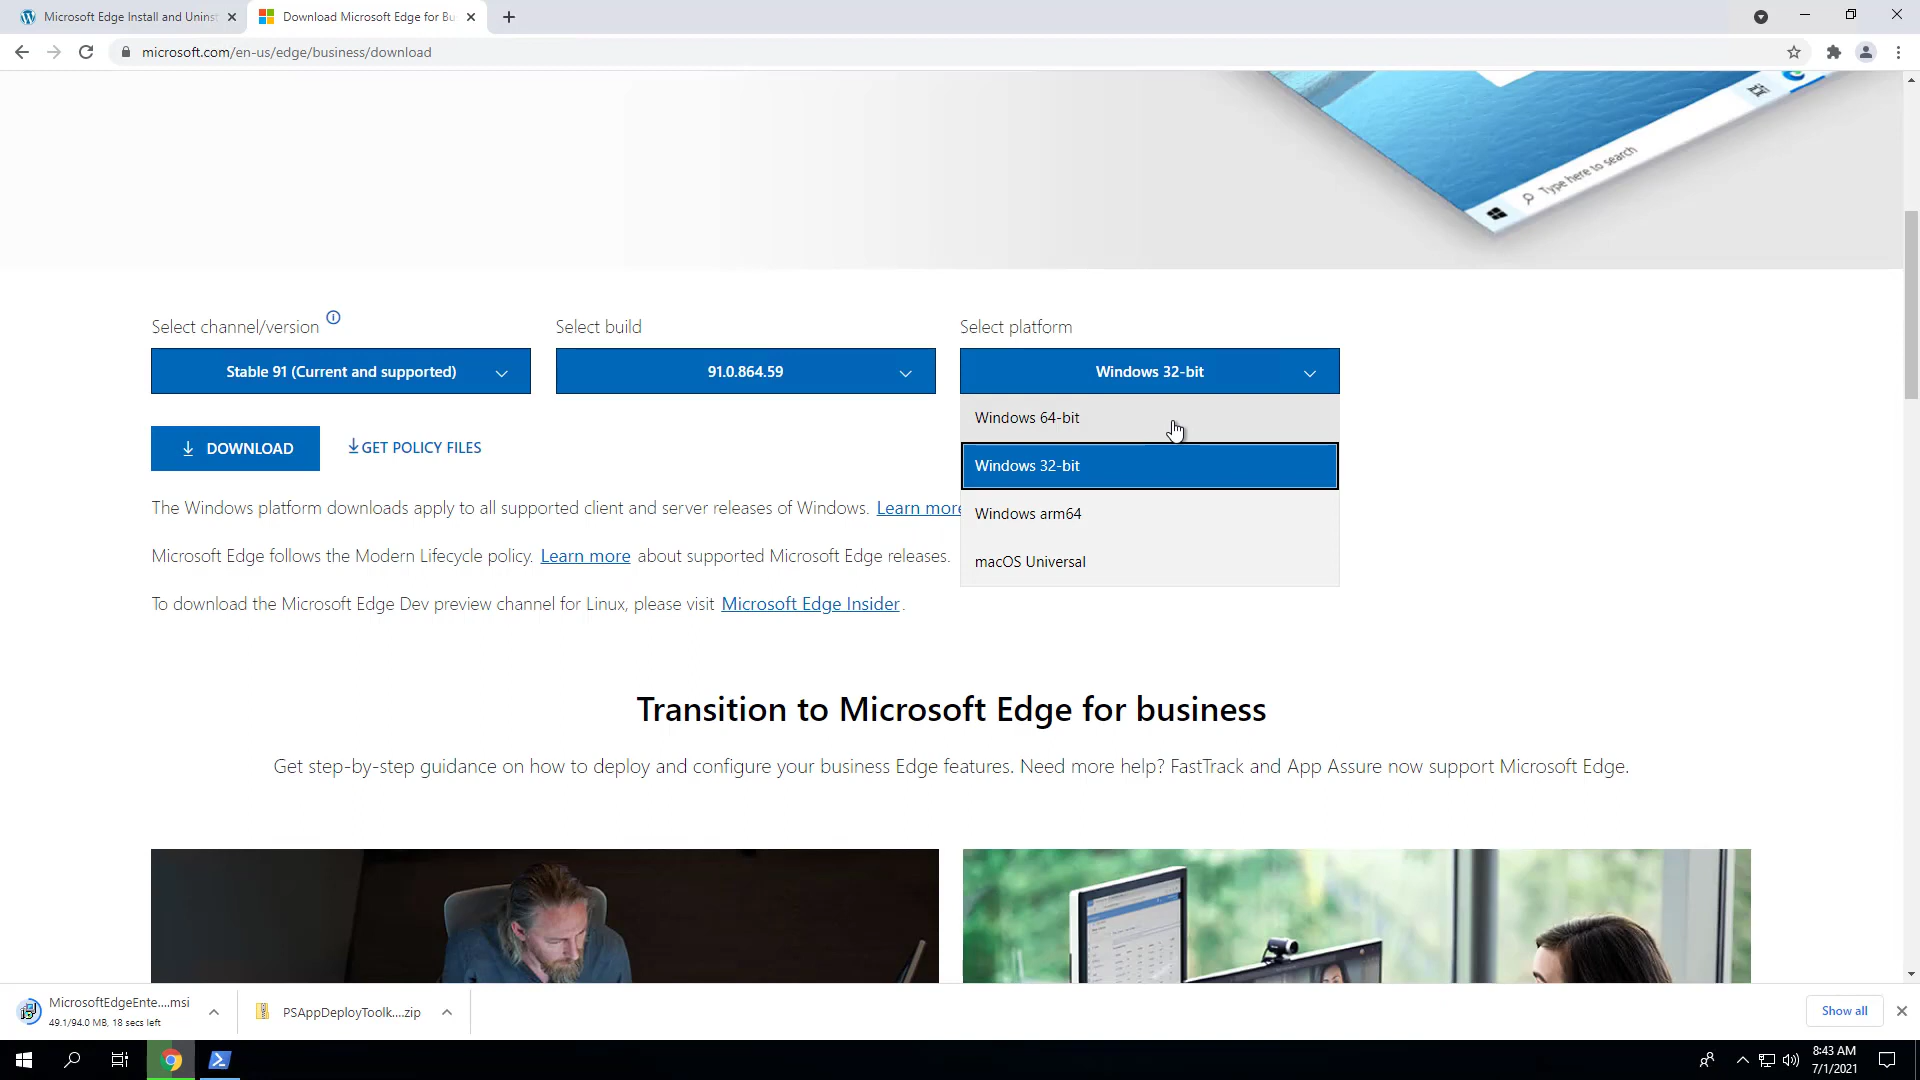 Microsoft Edge Install and Uninst
Download Microsoft Edge for Bu
microsoft.com/en-us/edge/business/download
Type here to search
Select channel/version
Select build
Select platform
Stable 91 (Current and supported)
91.0.864.59
Windows 32-bit
Windows 64-bit
Windows 32-bit
Windows arm64
macOS Universal
DOWNLOAD
GET POLICY FILES
The Windows platform downloads apply to all supported client and server releases of Windows. Learn more
Microsoft Edge follows the Modern Lifecycle policy. Learn more about supported Microsoft Edge releases.
To download the Microsoft Edge Dev preview channel for Linux, please visit Microsoft Edge Insider.
Transition to Microsoft Edge for business
Get step-by-step guidance on how to deploy and configure your business Edge features. Need more help? FastTrack and App Assure now support Microsoft Edge.
MicrosoftEdgeEnte....msi
49.1/94.0 MB, 18 secs left
PSAppDeployToolk....zip
Show all
8:43 AM
7/1/2021